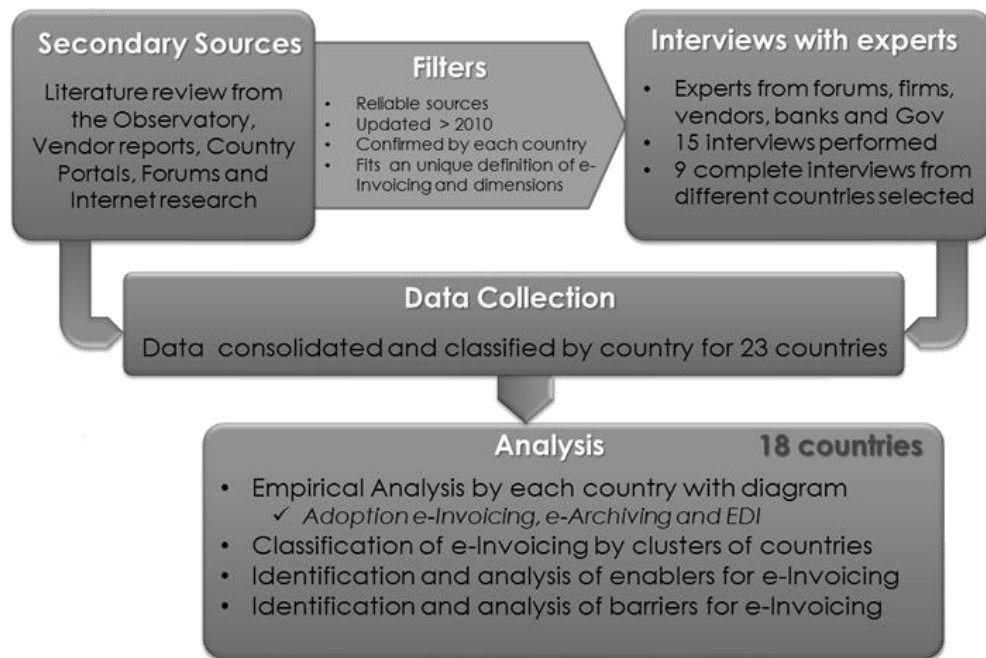 Secondary Sources
Literature review from
the Observatory,
Vendor reports, Country
Portals, Forums and
Internet research
Filters
• Reliable sources
• Updated > 2010
• Confirmed by each country
• Fits an unique definition of e-
Invoicing and dimensions
Interviews with experts
• Experts from forums, firms,
vendors, banks and Gov
• 15 interviews performed
• 9 complete interviews from
different countries selected
Data Collection
Data consolidated and classified by country for 23 countries
Analysis 18 countries
• Empirical Analysis by each country with diagram
✓ Adoption e-Invoicing, e-Archiving and EDI
• Classification of e-Invoicing by clusters of countries
• Identification and analysis of enablers for e-Invoicing
• Identification and analysis of barriers for e-Invoicing